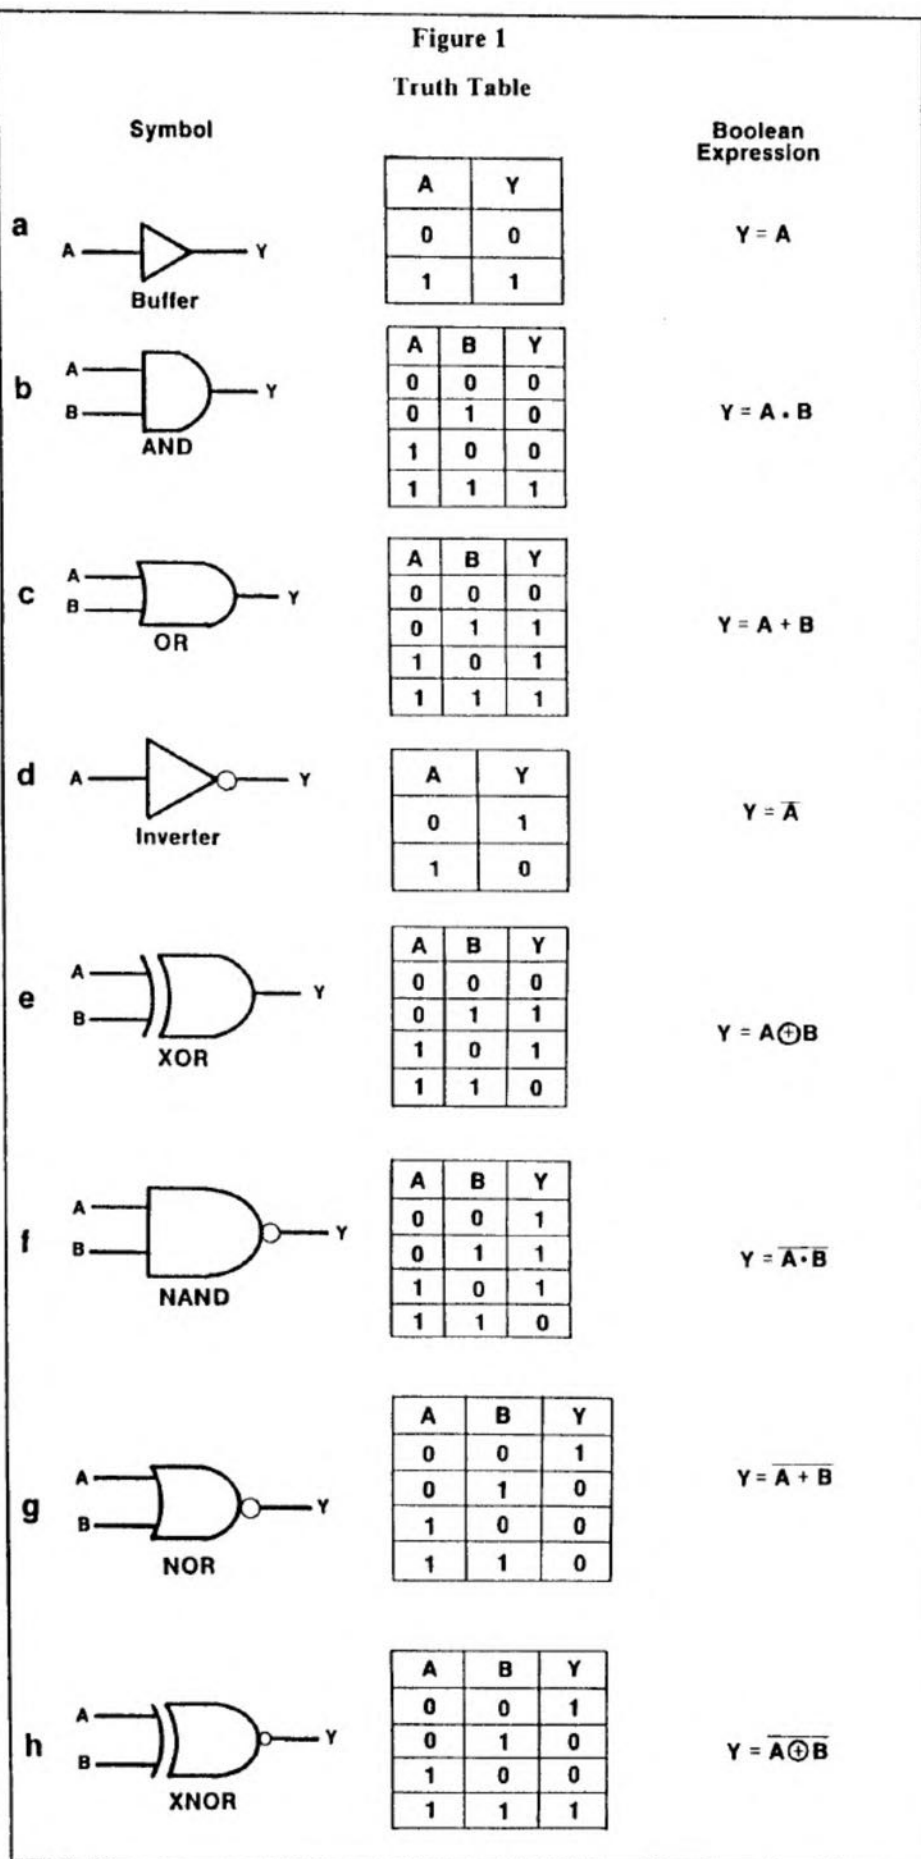 Figure 1
Truth Table
Symbol
Boolean
Expression
a
A Y
Buffer
A Y
0 0
1 1
Y = A
b
A
B
Y
AND
A B Y
0 0 0
0 1 0
1 0 0
1 1 1
Y = A • B
c
A
B
Y
OR
A B Y
0 0 0
0 1 1
1 0 1
1 1 1
Y = A + B
d
A Y
Inverter
A Y
0 1
1 0
Y = A̅
e
A
B
Y
XOR
A B Y
0 0 0
0 1 1
1 0 1
1 1 0
Y = A⊕B
f
A
B
Y
NAND
A B Y
0 0 1
0 1 1
1 0 1
1 1 0
Y = A̅ ̅•̅ ̅B̅
g
A
B
Y
NOR
A B Y
0 0 1
0 1 0
1 0 0
1 1 0
Y = A̅ ̅+̅ ̅B̅
h
A
B
Y
XNOR
A B Y
0 0 1
0 1 0
1 0 0
1 1 1
Y = A̅⊕̅B̅